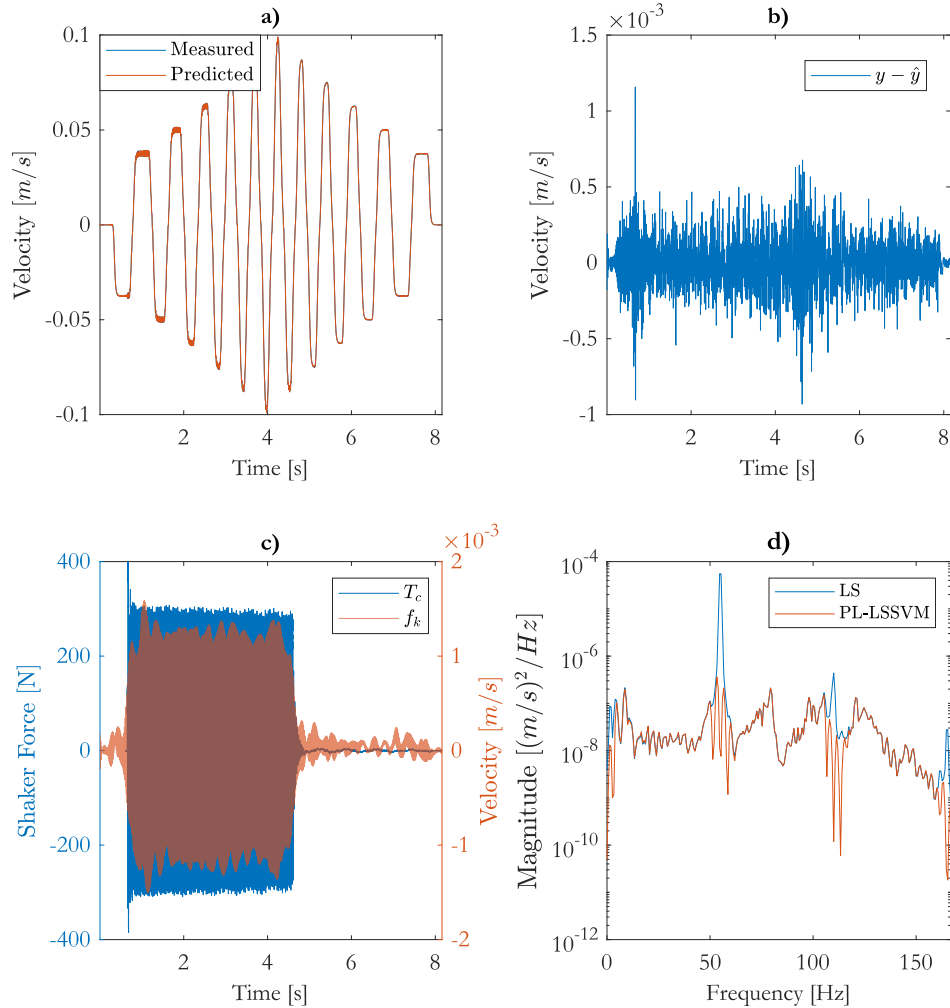 a)
0.1
0.05
0
-0.05
-0.1
Velocity [m/s]
Measured
Predicted
2
4
6
8
Time [s]
b)
×10⁻³
1.5
1
0.5
0
-0.5
-1
Velocity [m/s]
y − ŷ
0
2
4
6
8
Time [s]
c)
400
200
0
-200
-400
Shaker Force [N]
T_c
f_k
×10⁻³
2
1
0
-1
-2
Velocity [m/s]
2
4
6
8
Time [s]
d)
10⁻⁴
10⁻⁶
10⁻⁸
10⁻¹⁰
10⁻¹²
Magnitude [(m/s)²/Hz]
LS
PL-LSSVM
0
50
100
150
Frequency [Hz]